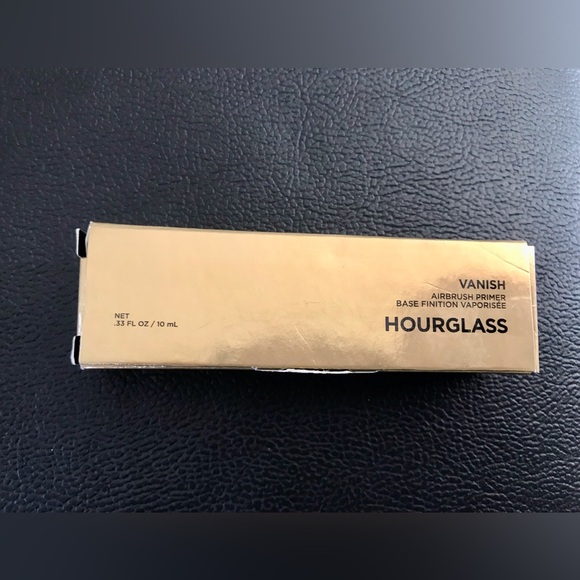 NET
.33 FL OZ / 10 mL
VANISH
AIRBRUSH PRIMER
BASE FINITION VAPORISÉE
HOURGLASS